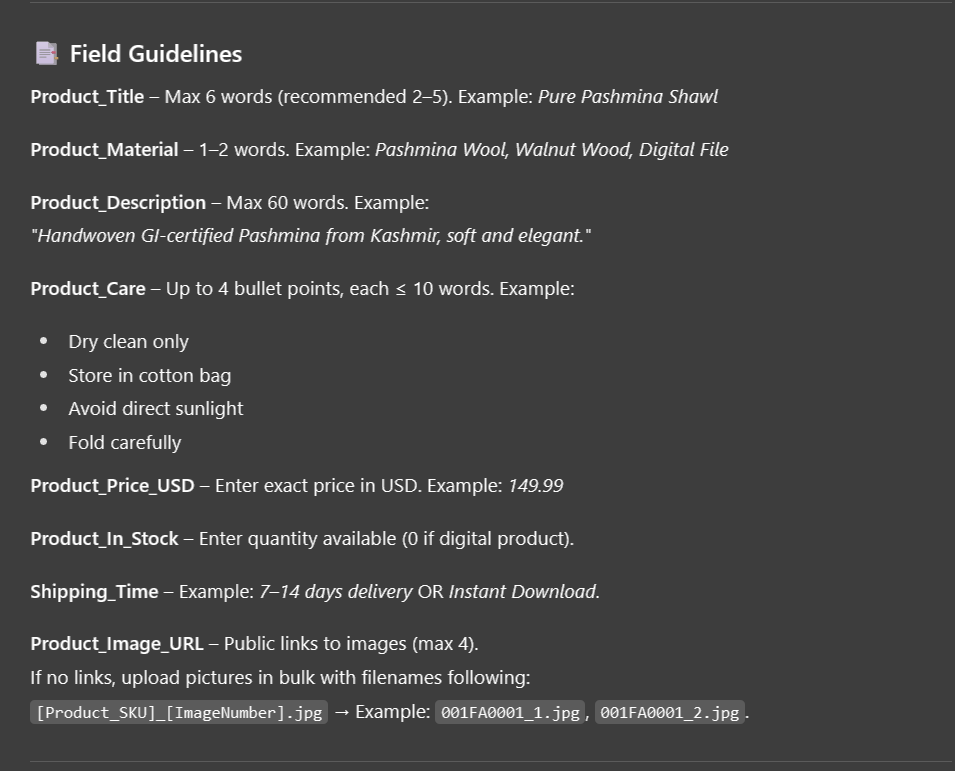 Field Guidelines
Product_Title – Max 6 words (recommended 2–5). Example: Pure Pashmina Shawl
Product_Material – 1–2 words. Example: Pashmina Wool, Walnut Wood, Digital File
Product_Description – Max 60 words. Example:
"Handwoven GI-certified Pashmina from Kashmir, soft and elegant."
Product_Care – Up to 4 bullet points, each ≤ 10 words. Example:
• Dry clean only
• Store in cotton bag
• Avoid direct sunlight
• Fold carefully
Product_Price_USD – Enter exact price in USD. Example: 149.99
Product_In_Stock – Enter quantity available (0 if digital product).
Shipping_Time – Example: 7–14 days delivery OR Instant Download.
Product_Image_URL – Public links to images (max 4).
If no links, upload pictures in bulk with filenames following:
[Product_SKU]_[ImageNumber].jpg → Example: 001FA0001_1.jpg, 001FA0001_2.jpg.